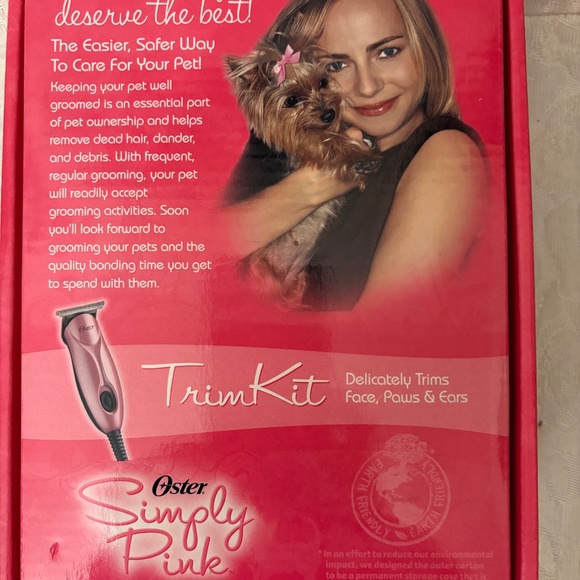 deserve the best!
The Easier, Safer Way
To Care For Your Pet!
Keeping your pet well
groomed is an essential part
of pet ownership and helps
remove dead hair, dander,
and debris. With frequent,
regular grooming, your pet
will readily accept
grooming activities. Soon
you'll look forward to
grooming your pets and the
quality bonding time you get
to spend with them.
Oster
TrimKit
Delicately Trims
Face, Paws & Ears
Oster
Simply
Pink
EARTH FRIENDLY
EARTH FRIENDLY
* In an effort to reduce our environmental
impact, we designed the outer carton
to be a permanent storage case that